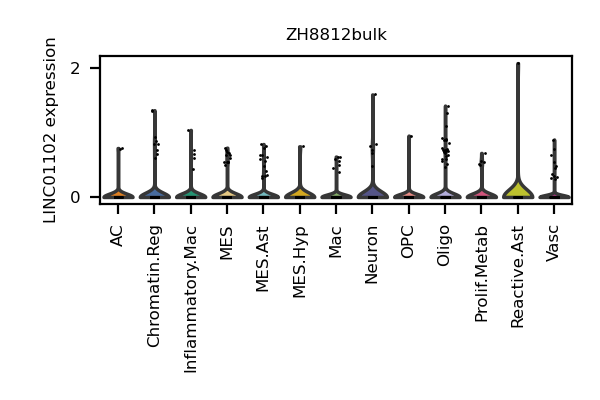 ZH8812bulk
LINC01102 expression
2
0
AC
Chromatin.Reg
Inflammatory.Mac
MES
MES.Ast
MES.Hyp
Mac
Neuron
OPC
Oligo
Prolif.Metab
Reactive.Ast
Vasc